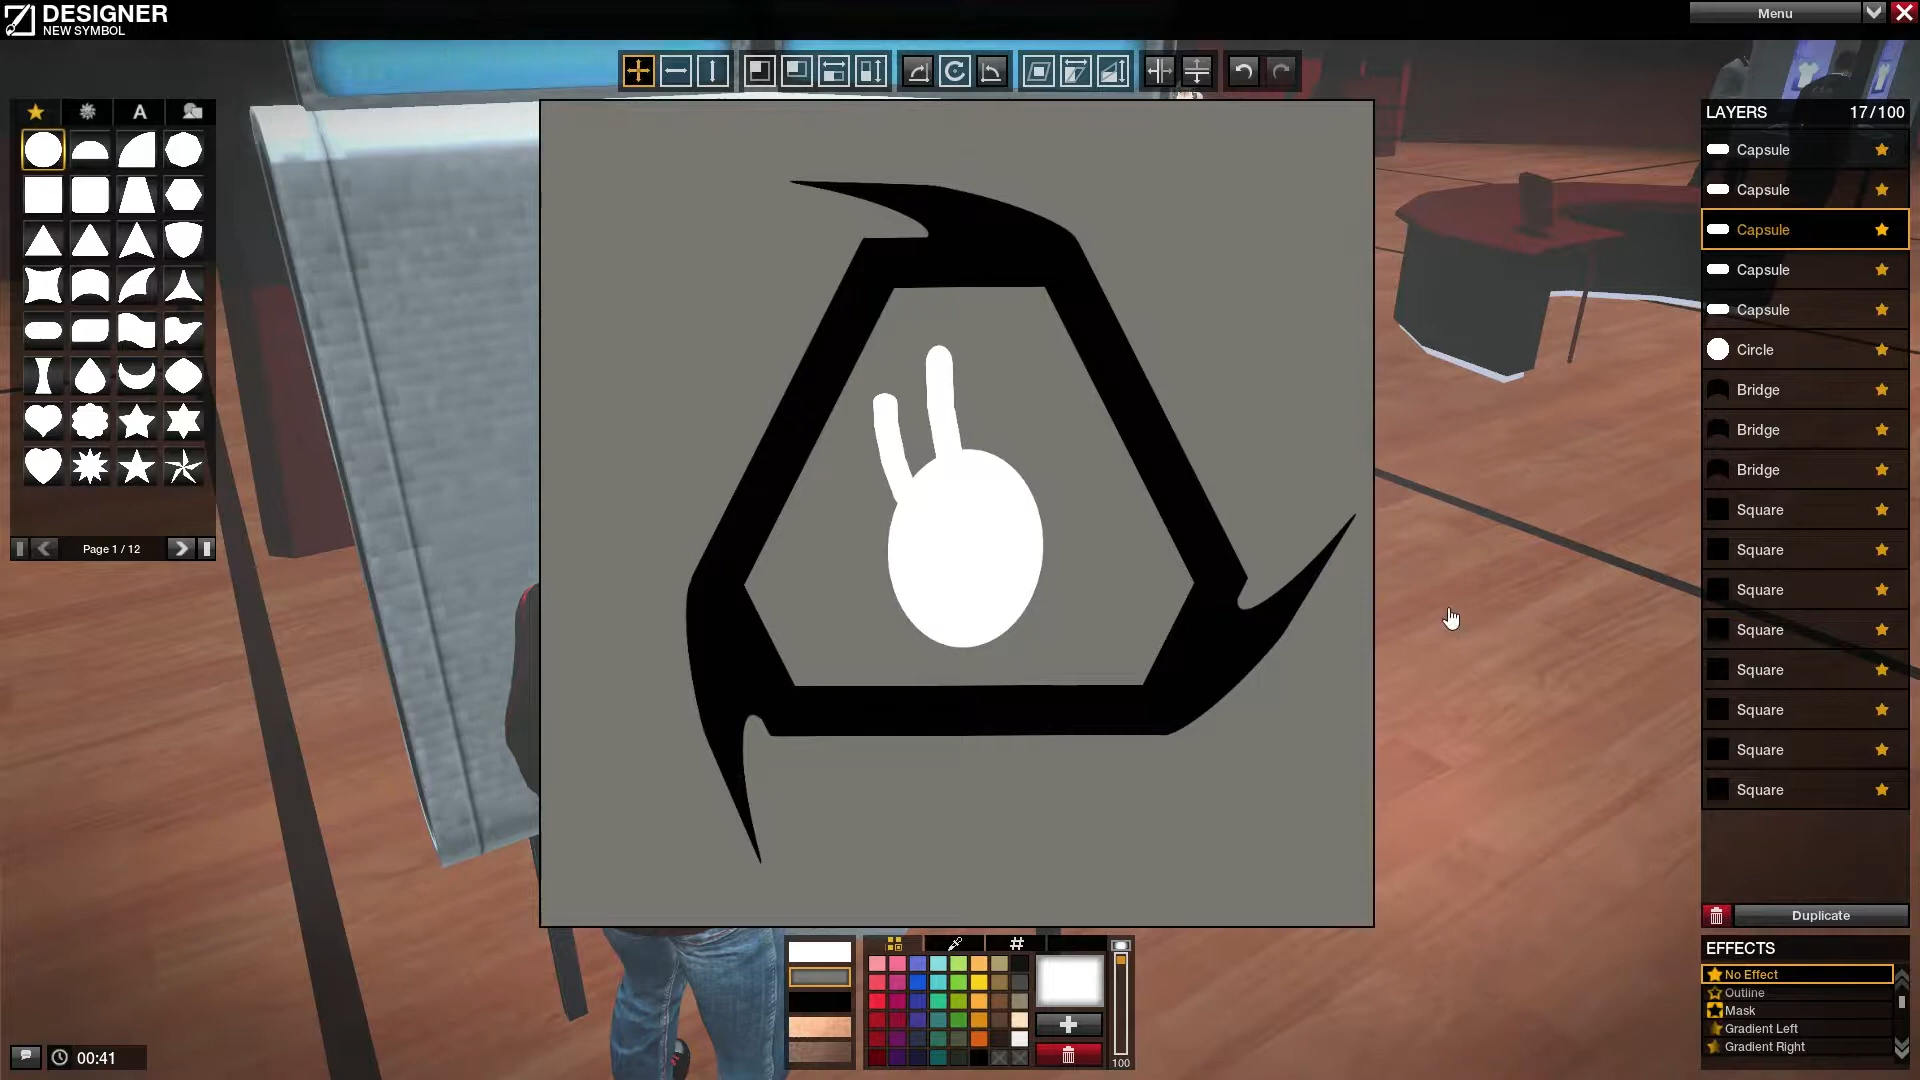 DESIGNER
NEW SYMBOL
Menu
A
LAYERS 17/100
Capsule
Capsule
Capsule
Capsule
Capsule
Circle
Bridge
Bridge
Bridge
Square
Square
Square
Square
Square
Square
Square
Square
Page 1 / 12
Duplicate
EFFECTS
No Effect
Outline
Mask
Gradient Left
Gradient Right
#
100
00:41